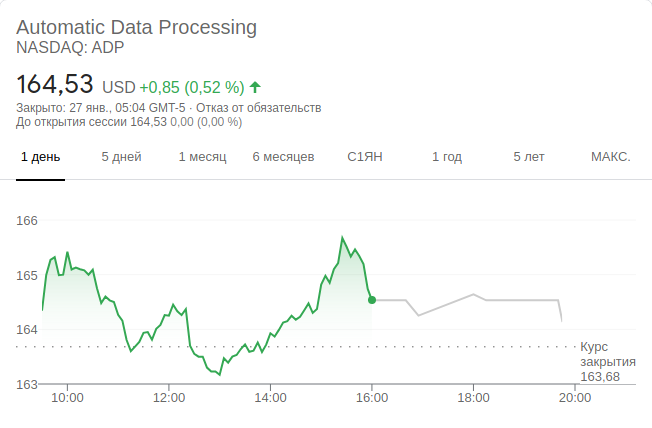 Automatic Data Processing
NASDAQ: ADP
164,53 USD +0,85 (0,52 %)
Закрыто: 27 янв., 05:04 GMT-5 · Отказ от обязательств
До открытия сессии 164,53 0,00 (0,00 %)
1 день 5 дней 1 месяц 6 месяцев С1ЯН 1 год 5 лет МАКС.
166
165
164
Курс
закрытия
163,68
163
10:00 12:00 14:00 16:00 18:00 20:00